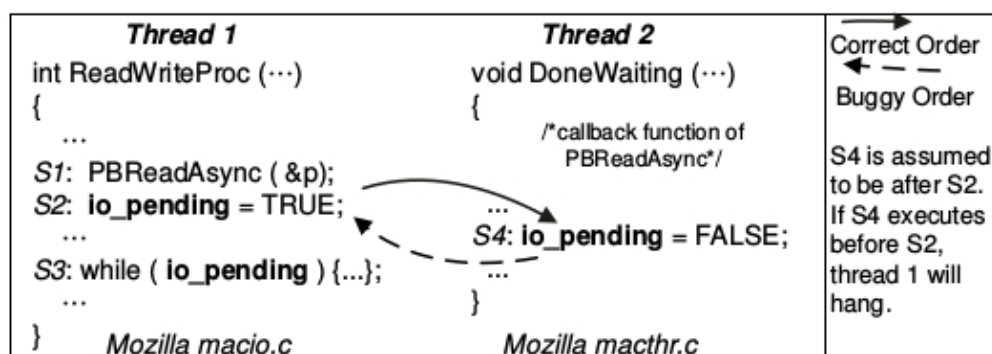 Thread 1
int ReadWriteProc (⋯)
{
...
S1: PBReadAsync ( &p);
S2: io_pending = TRUE;
...
S3: while ( io_pending ) {...};
...
}
Mozilla macio.c
Thread 2
void DoneWaiting (⋯)
{
/*callback function of
PBReadAsync*/
...
S4: io_pending = FALSE;
...
}
Mozilla macthr.c
Correct Order
Buggy Order
S4 is assumed
to be after S2.
If S4 executes
before S2,
thread 1 will
hang.